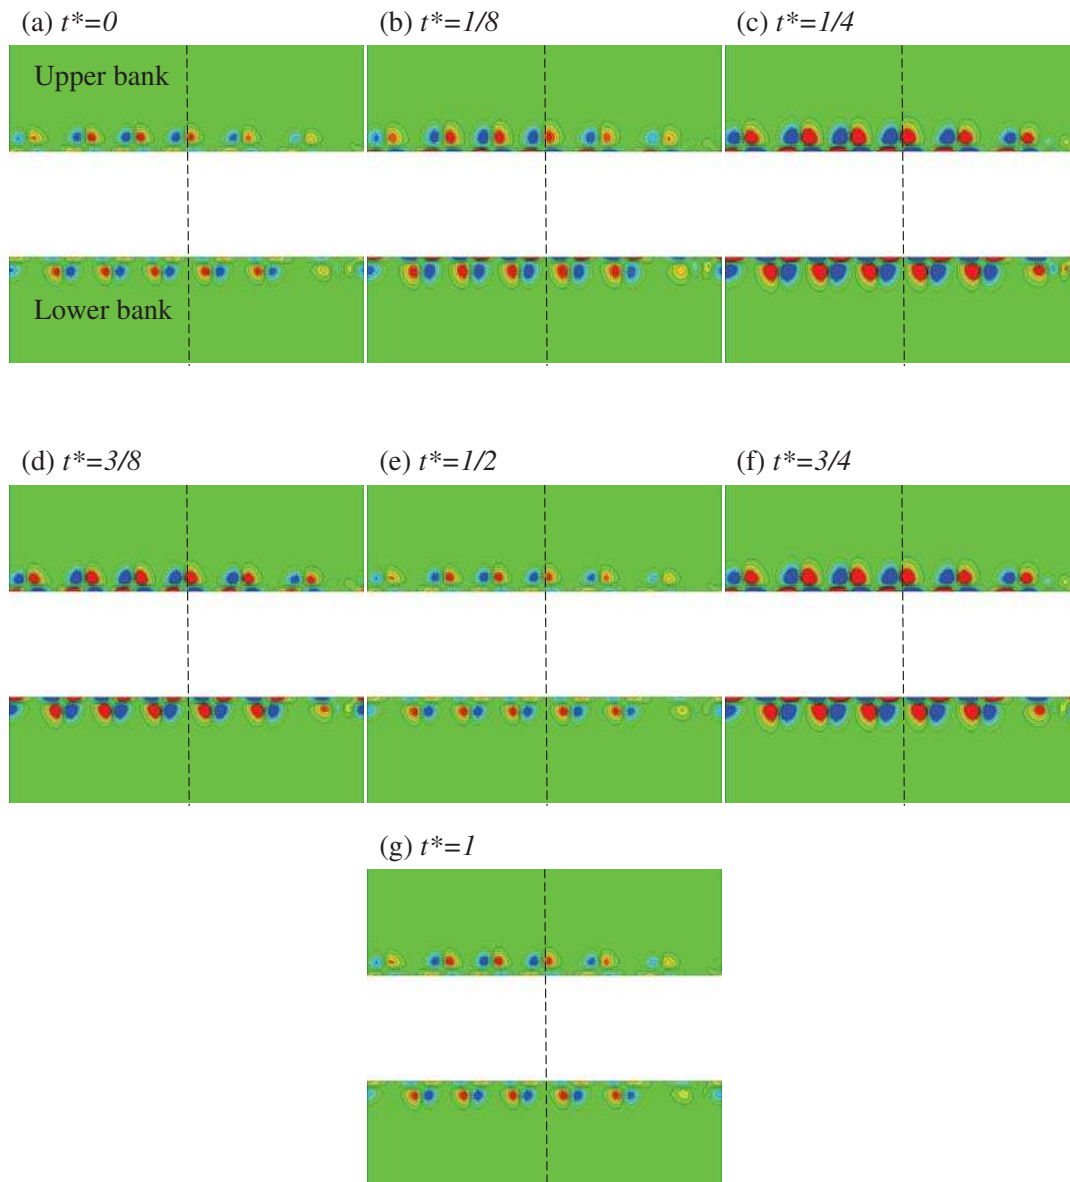 (a) t*=0
(b) t*=1/8
(c) t*=1/4
Upper bank
Lower bank
(d) t*=3/8
(e) t*=1/2
(f) t*=3/4
(g) t*=1